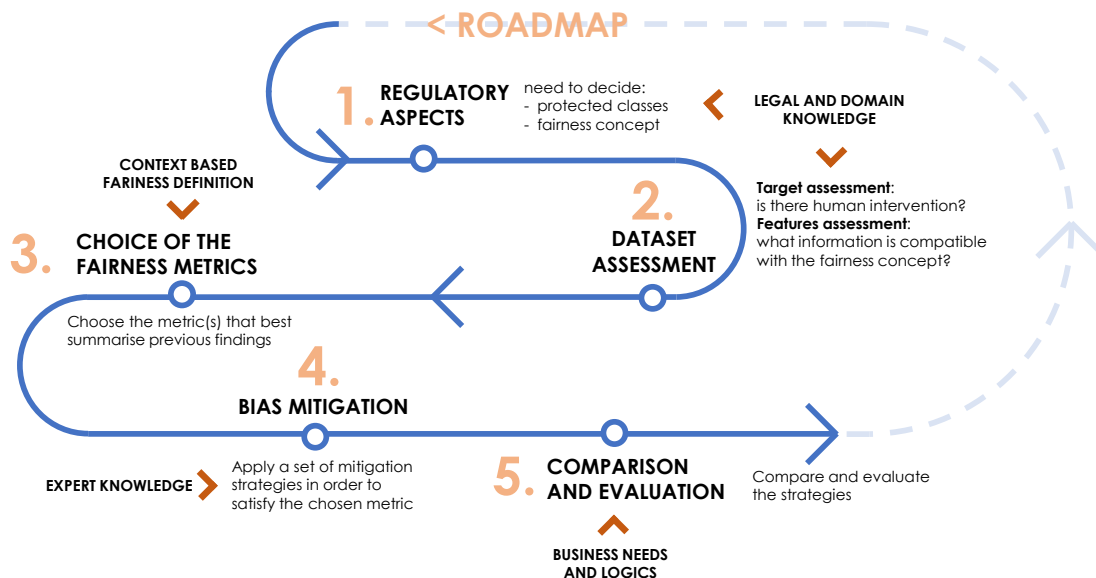 < ROADMAP
1. REGULATORY
ASPECTS
need to decide:
- protected classes
- fairness concept
LEGAL AND DOMAIN
KNOWLEDGE
Target assessment:
is there human intervention?
Features assessment:
what information is compatible
with the fairness concept?
2.
DATASET
ASSESSMENT
CONTEXT BASED
FARINESS DEFINITION
3. CHOICE OF THE
FAIRNESS METRICS
Choose the metric(s) that best
summarise previous findings
4.
BIAS MITIGATION
EXPERT KNOWLEDGE
Apply a set of mitigation
strategies in order to
satisfy the chosen metric
5. COMPARISON
AND EVALUATION
Compare and evaluate
the strategies
BUSINESS NEEDS
AND LOGICS